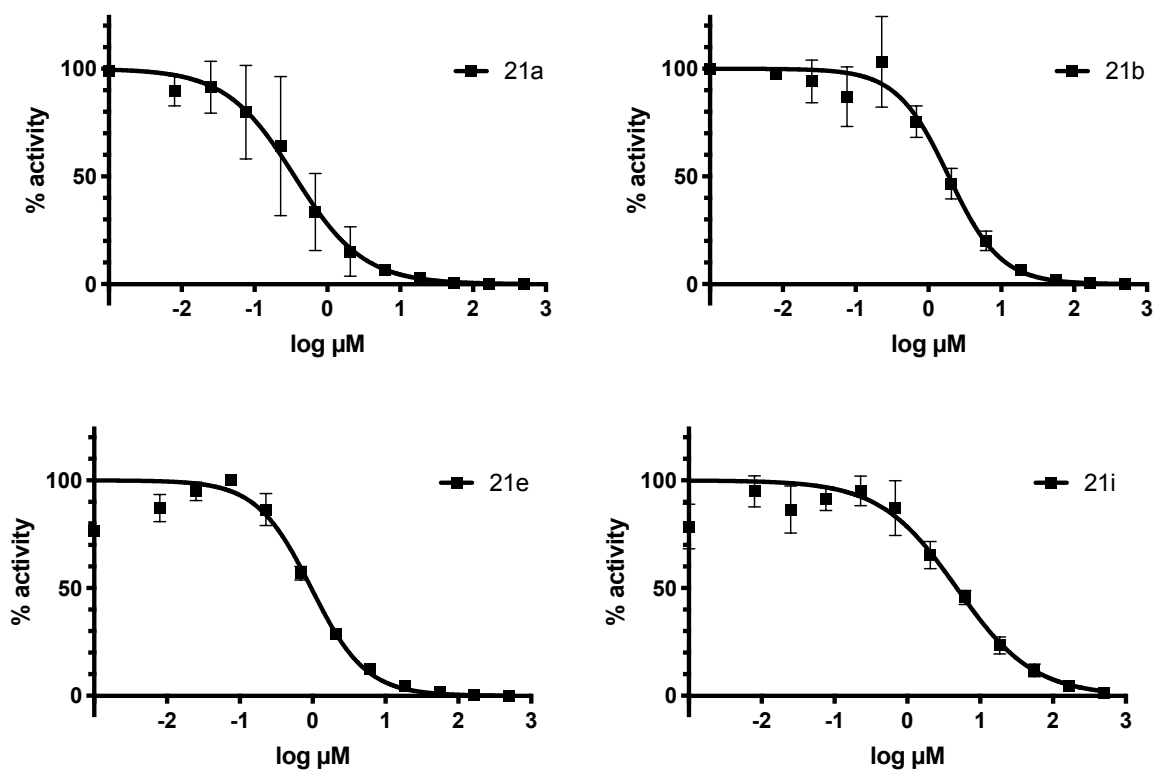 % activity
100
50
0
-2 -1 0 1 2 3
log µM
21a
% activity
100
50
0
-2 -1 0 1 2 3
log µM
21b
% activity
100
50
0
-2 -1 0 1 2 3
log µM
21e
% activity
100
50
0
-2 -1 0 1 2 3
log µM
21i